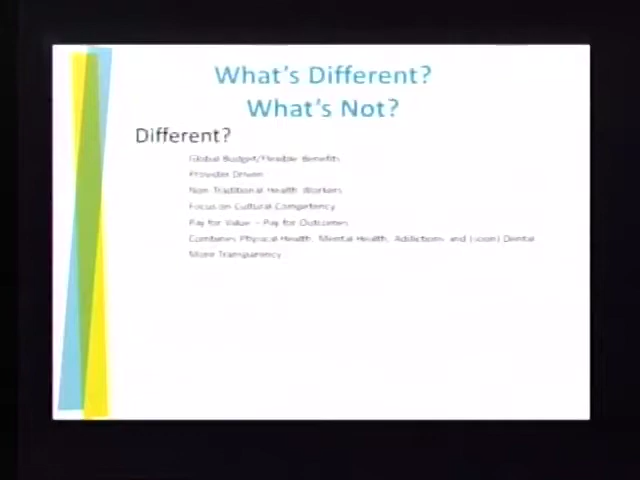 What's Different?
What's Not?
Different?
Global Budget/Flexible Benefits
Provider Driven
Non Traditional Health Workers
Focus on Cultural Competency
Pay for Value – Pay for Outcomes
Combines Physical Health, Mental Health, Addictions and (soon) Dental
More Transparency